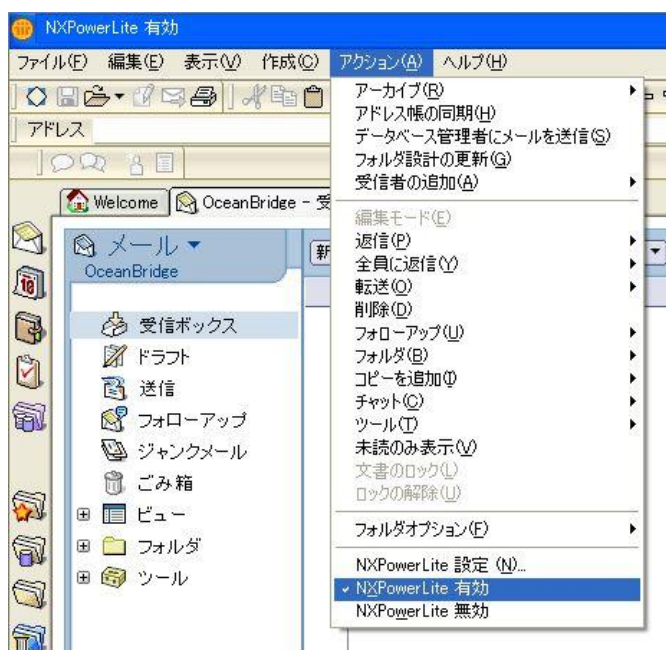 NXPowerLite 有効
ファイル(F) 編集(E) 表示(V) 作成(C) アクション(A) ヘルプ(H)
アドレス
Welcome OceanBridge - 受
メール
OceanBridge
新
受信ボックス
ドラフト
送信
フォローアップ
ジャンクメール
ごみ箱
ビュー
フォルダ
ツール
アーカイブ(R)
アドレス帳の同期(H)
データベース管理者にメールを送信(S)
フォルダ設計の更新(G)
受信者の追加(A)
編集モード(E)
返信(P)
全員に返信(Y)
転送(O)
削除(D)
フォローアップ(U)
フォルダ(B)
コピーを追加(I)
チャット(C)
ツール(T)
未読のみ表示(V)
文書のロック(L)
ロックの解除(U)
フォルダオプション(F)
NXPowerLite 設定 (N)...
NXPowerLite 有効
NXPowerLite 無効